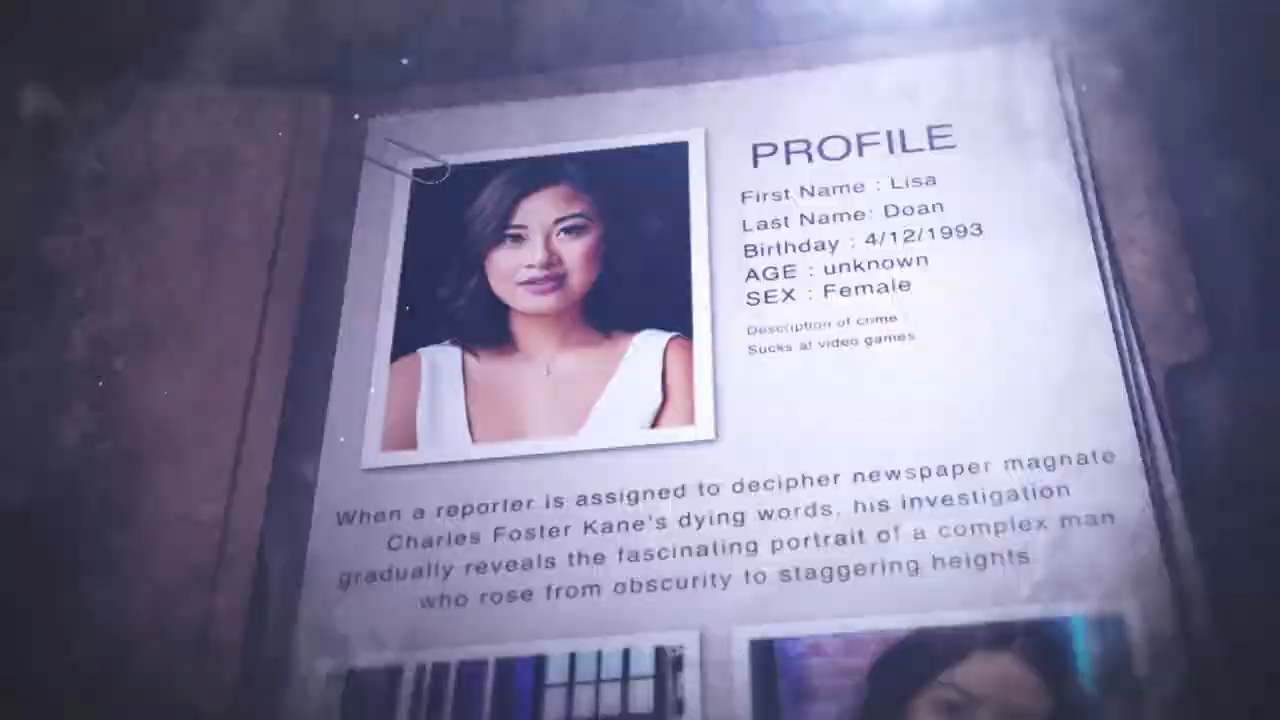 PROFILE
First Name : Lisa
Last Name: Doan
Birthday : 4/12/1993
AGE : unknown
SEX : Female
Description of crime :
Sucks at video games
When a reporter is assigned to decipher newspaper magnate
Charles Foster Kane's dying words, his investigation
gradually reveals the fascinating portrait of a complex man
who rose from obscurity to staggering heights.